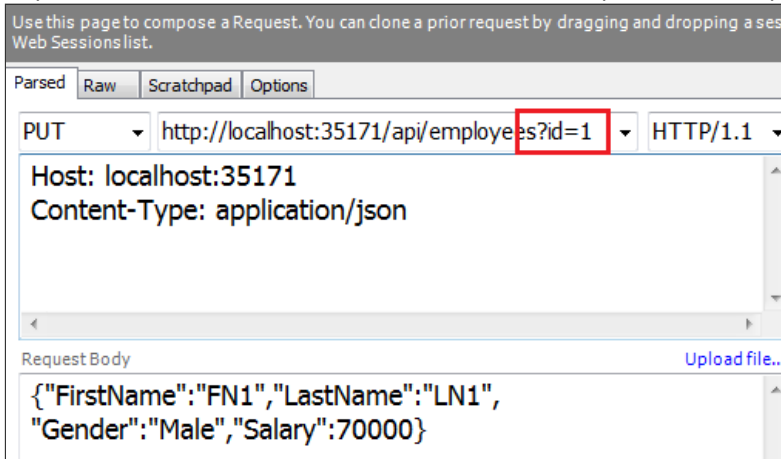 Use this page to compose a Request. You can clone a prior request by dragging and dropping a ses
Web Sessions list.
Parsed Raw Scratchpad Options
PUT http://localhost:35171/api/employees?id=1 HTTP/1.1
Host: localhost:35171
Content-Type: application/json
Request Body Upload file..
{"FirstName":"FN1","LastName":"LN1",
"Gender":"Male","Salary":70000}